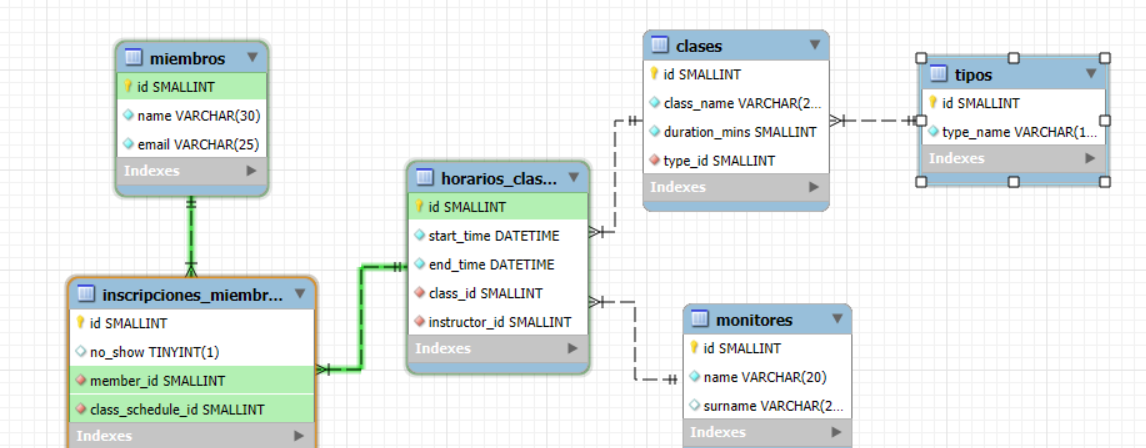 miembros
id SMALLINT
name VARCHAR(30)
email VARCHAR(25)
Indexes
inscripciones_miembr...
id SMALLINT
no_show TINYINT(1)
member_id SMALLINT
class_schedule_id SMALLINT
Indexes
horarios_clas...
id SMALLINT
start_time DATETIME
end_time DATETIME
class_id SMALLINT
instructor_id SMALLINT
Indexes
clases
id SMALLINT
class_name VARCHAR(2...
duration_mins SMALLINT
type_id SMALLINT
Indexes
tipos
id SMALLINT
type_name VARCHAR(1...
Indexes
monitores
id SMALLINT
name VARCHAR(20)
surname VARCHAR(2...
Indexes